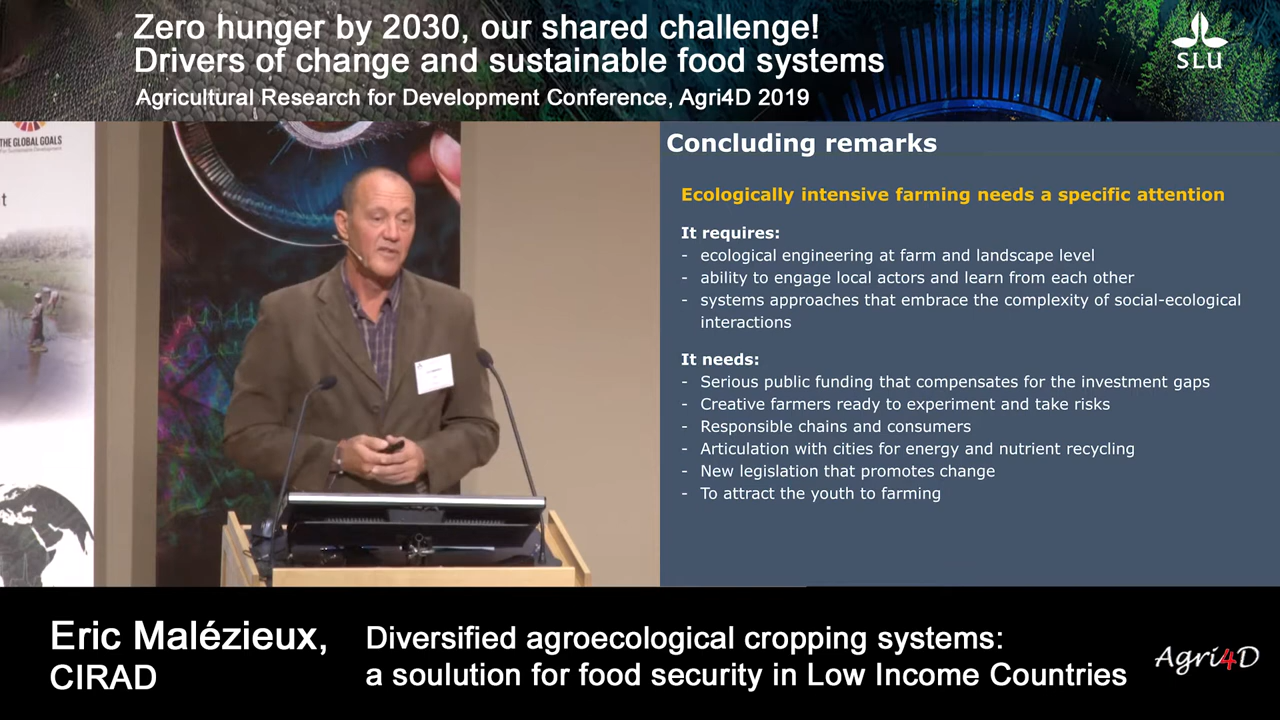 Zero hunger by 2030, our shared challenge!
Drivers of change and sustainable food systems
Agricultural Research for Development Conference, Agri4D 2019
SLU
THE GLOBAL GOALS
For Sustainable Development
t
Concluding remarks
Ecologically intensive farming needs a specific attention
It requires:
- ecological engineering at farm and landscape level
- ability to engage local actors and learn from each other
- systems approaches that embrace the complexity of social-ecological
interactions
It needs:
- Serious public funding that compensates for the investment gaps
- Creative farmers ready to experiment and take risks
- Responsible chains and consumers
- Articulation with cities for energy and nutrient recycling
- New legislation that promotes change
- To attract the youth to farming
Eric Malézieux,
CIRAD
Diversified agroecological cropping systems:
a soulution for food security in Low Income Countries
Agri4D